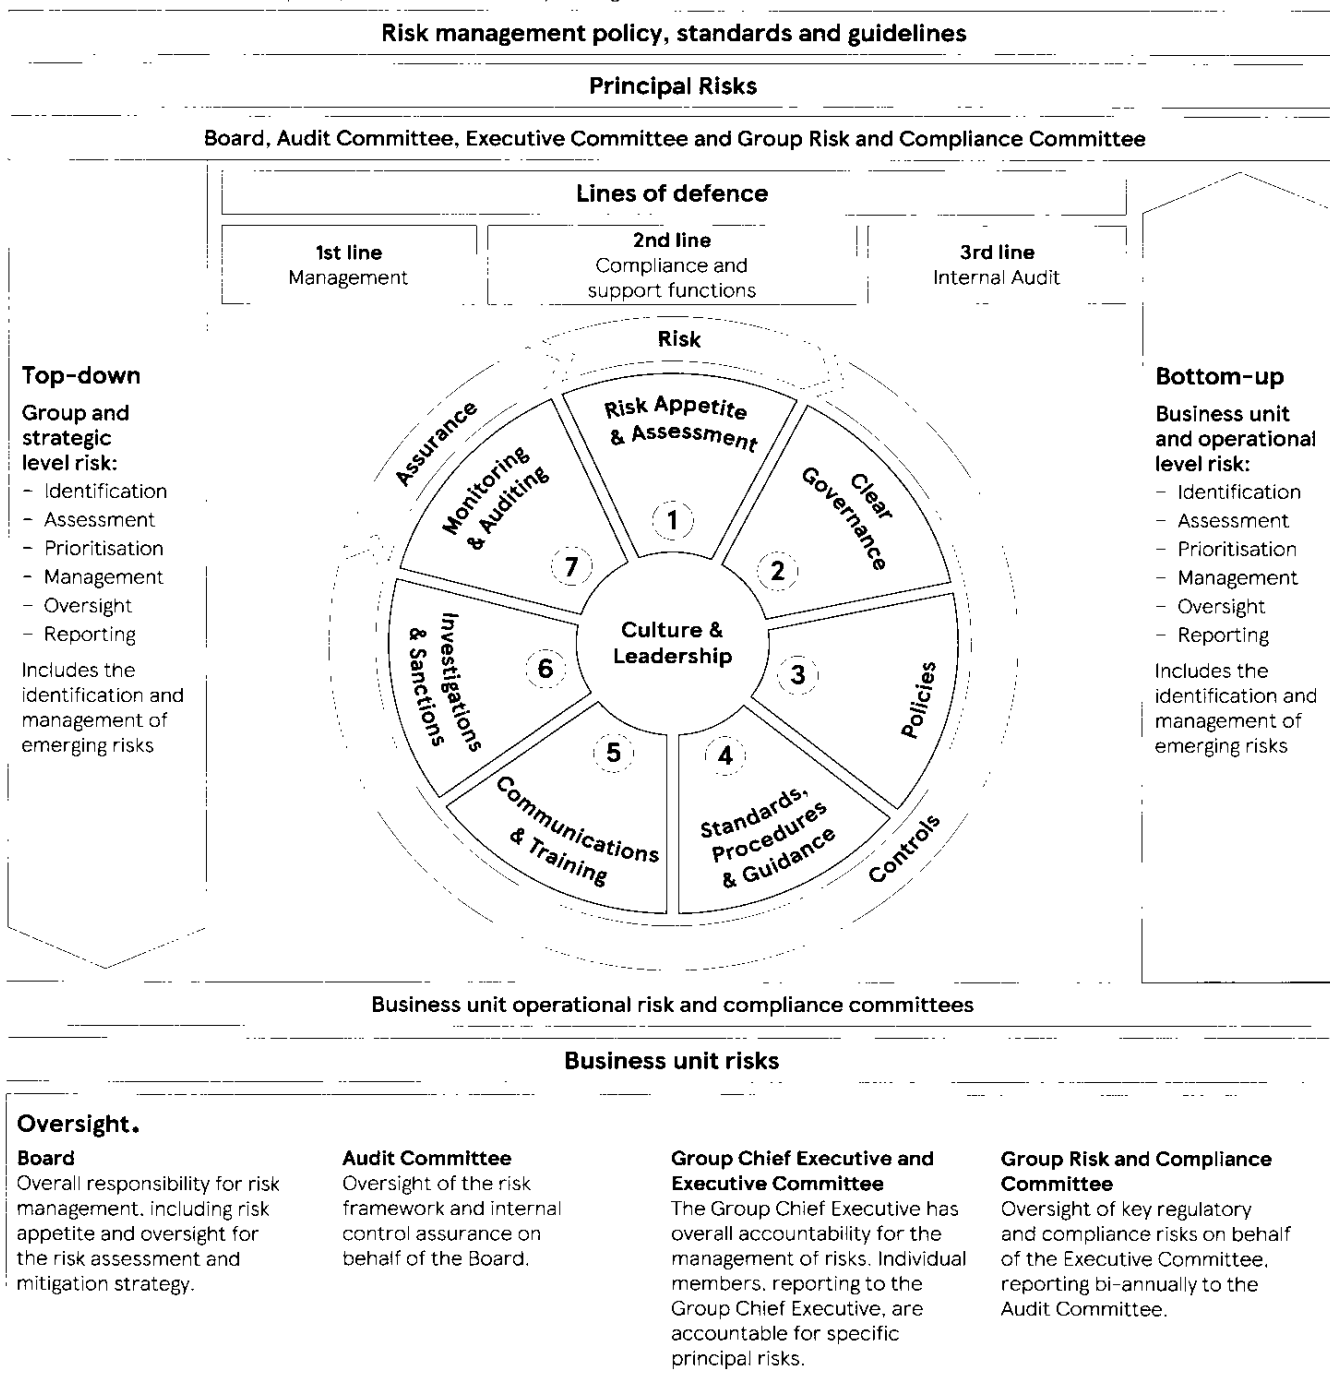 Risk management policy, standards and guidelines
Principal Risks
Board, Audit Committee, Executive Committee and Group Risk and Compliance Committee
Lines of defence
1st line
Management
2nd line
Compliance and
support functions
3rd line
Internal Audit
Top-down
Group and
strategic
level risk:
- Identification
- Assessment
- Prioritisation
- Management
- Oversight
- Reporting
Includes the
identification and
management of
emerging risks
Risk
Assurance
Controls
Risk Appetite
& Assessment
1
Clear
Governance
2
Policies
3
Standards,
Procedures
& Guidance
4
Communications
& Training
5
Investigations
& Sanctions
6
Monitoring
& Auditing
7
Culture &
Leadership
Bottom-up
Business unit
and operational
level risk:
- Identification
- Assessment
- Prioritisation
- Management
- Oversight
- Reporting
Includes the
identification and
management of
emerging risks
Business unit operational risk and compliance committees
Business unit risks
Oversight.
Board
Overall responsibility for risk
management, including risk
appetite and oversight for
the risk assessment and
mitigation strategy.
Audit Committee
Oversight of the risk
framework and internal
control assurance on
behalf of the Board.
Group Chief Executive and
Executive Committee
The Group Chief Executive has
overall accountability for the
management of risks. Individual
members, reporting to the
Group Chief Executive, are
accountable for specific
principal risks.
Group Risk and Compliance
Committee
Oversight of key regulatory
and compliance risks on behalf
of the Executive Committee,
reporting bi-annually to the
Audit Committee.